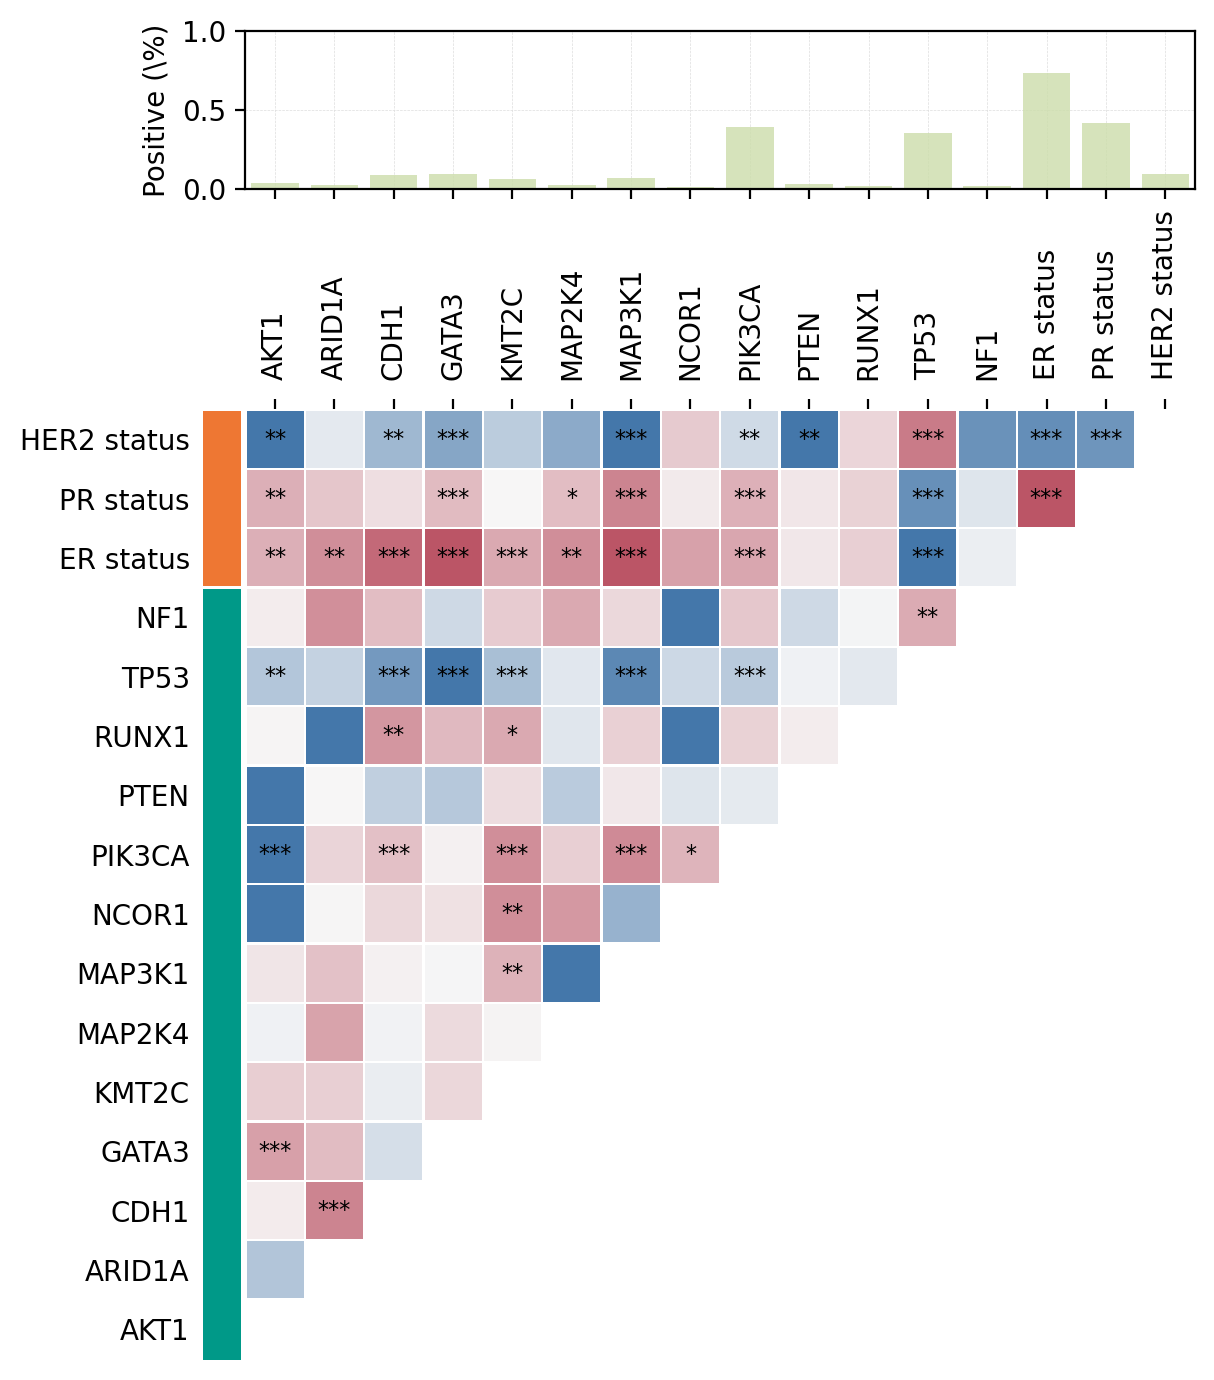 Positive (\%)
1.0
0.5
0.0
AKT1
ARID1A
CDH1
GATA3
KMT2C
MAP2K4
MAP3K1
NCOR1
PIK3CA
PTEN
RUNX1
TP53
NF1
ER status
PR status
HER2 status
HER2 status ** ** *** *** ** ** *** *** ***
PR status ** *** * *** *** *** ***
ER status ** ** *** *** *** ** *** *** ***
NF1 **
TP53 ** *** *** *** *** ***
RUNX1 ** *
PTEN
PIK3CA *** *** *** *** *
NCOR1 **
MAP3K1 **
MAP2K4
KMT2C
GATA3 ***
CDH1 ***
ARID1A
AKT1